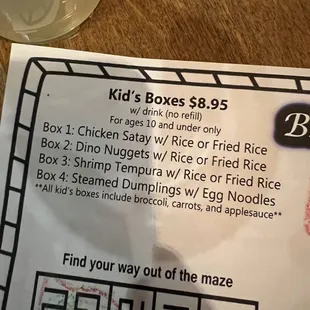 Kid's Boxes $8.95
w/ drink (no refill)
For ages 10 and under only
Box 1: Chicken Satay w/ Rice or Fried Rice
Box 2: Dino Nuggets w/ Rice or Fried Rice
Box 3: Shrimp Tempura w/ Rice or Fried Rice
Box 4: Steamed Dumplings w/ Egg Noodles
**All kid's boxes include broccoli, carrots, and applesauce**
B
Find your way out of the maze